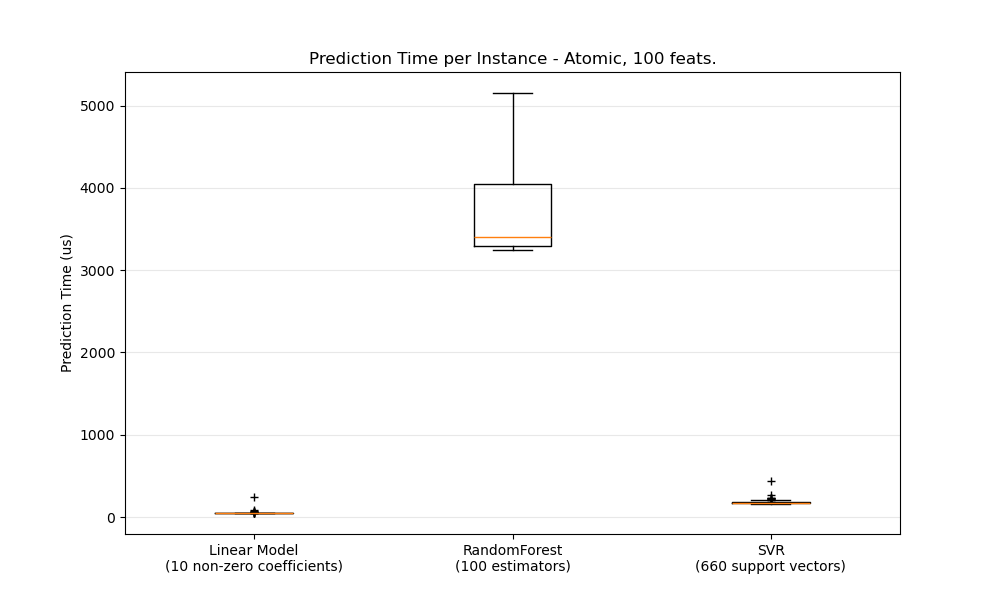 Prediction Time per Instance - Atomic, 100 feats.
Prediction Time (us)
5000
4000
3000
2000
1000
0
Linear Model
(10 non-zero coefficients)
RandomForest
(100 estimators)
SVR
(660 support vectors)